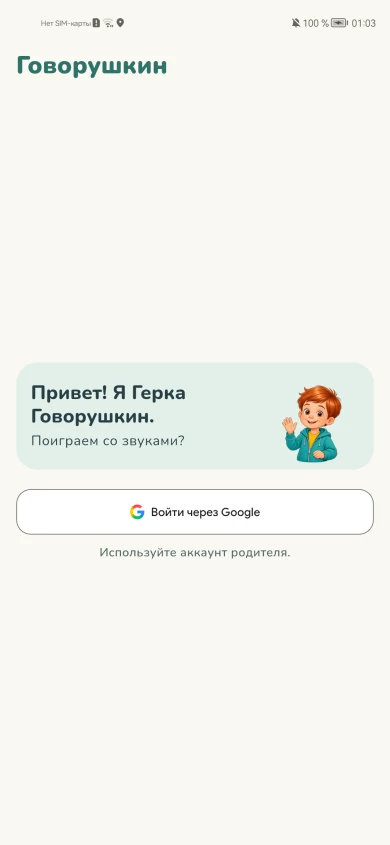 Нет SIM-карты
100 %
01:03
Говорушкин
Привет! Я Герка
Говорушкин.
Поиграем со звуками?
Войти через Google
Используйте аккаунт родителя.